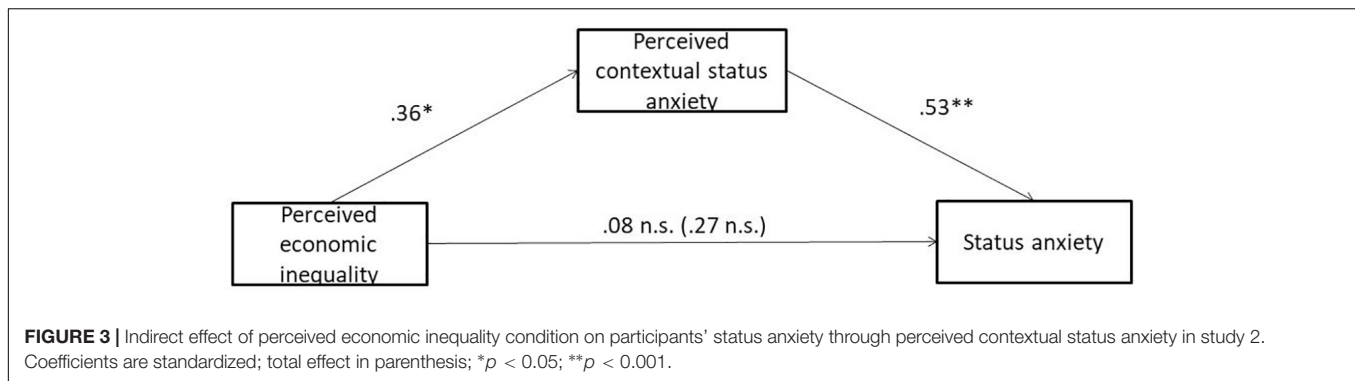 Perceived
contextual status
anxiety
.36*
.53**
Perceived
economic
inequality
.08 n.s. (.27 n.s.)
Status anxiety
FIGURE 3 | Indirect effect of perceived economic inequality condition on participants’ status anxiety through perceived contextual status anxiety in study 2.
Coefficients are standardized; total effect in parenthesis; *p < 0.05; **p < 0.001.